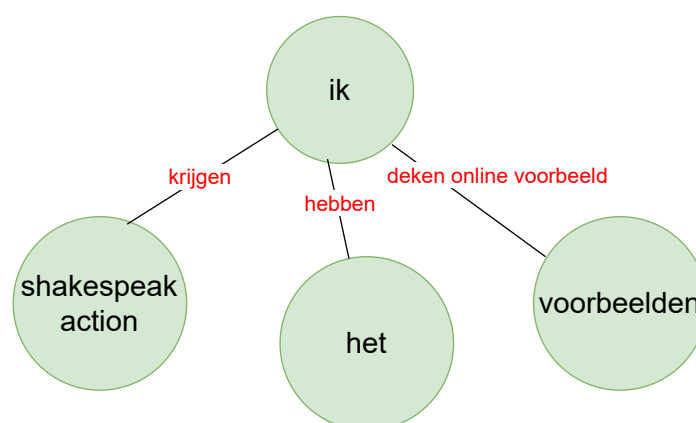 ik
krijgen
hebben
deken online voorbeeld
shakespeak
action
het
voorbeelden